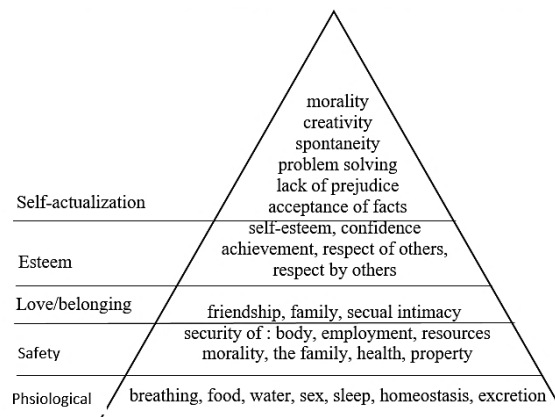 morality
creativity
spontaneity
problem solving
lack of prejudice
Self-actualization
acceptance of facts
self-esteem, confidence
achievement, respect of others,
Esteem
respect by others
Love/belonging
friendship, family, secual intimacy
security of : body, employment, resources
Safety
morality, the family, health, property
Phsiological
breathing, food, water, sex, sleep, homeostasis, excretion